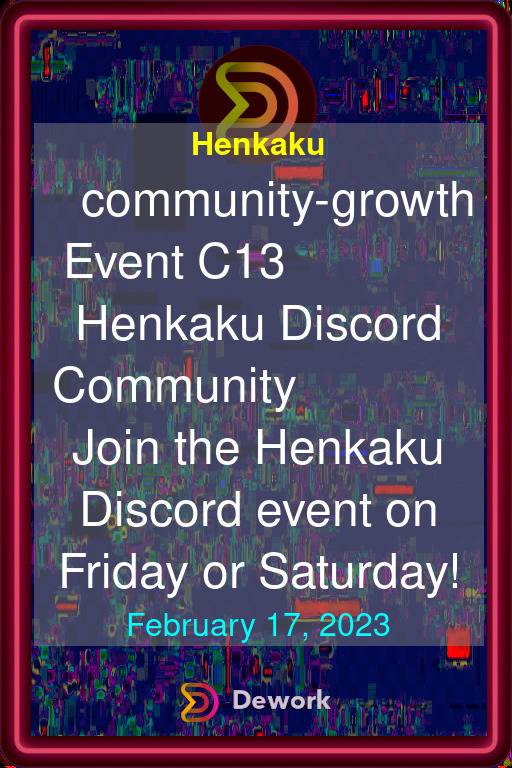 Henkaku
community-growth
Event C13
Henkaku Discord
Community
Join the Henkaku
Discord event on
Friday or Saturday!
February 17, 2023
Dework